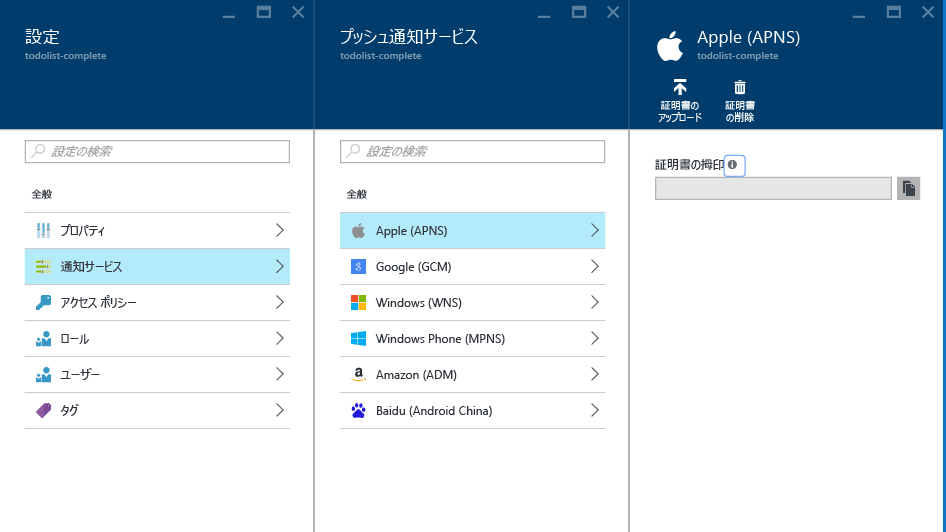 設定
todolist-complete
設定の検索
全般
プロパティ
通知サービス
アクセス ポリシー
ロール
ユーザー
タグ
プッシュ通知サービス
todolist-complete
設定の検索
全般
Apple (APNS)
Google (GCM)
Windows (WNS)
Windows Phone (MPNS)
Amazon (ADM)
Baidu (Android China)
Apple (APNS)
todolist-complete
証明書の
アップロード
証明書
の削除
証明書の拇印